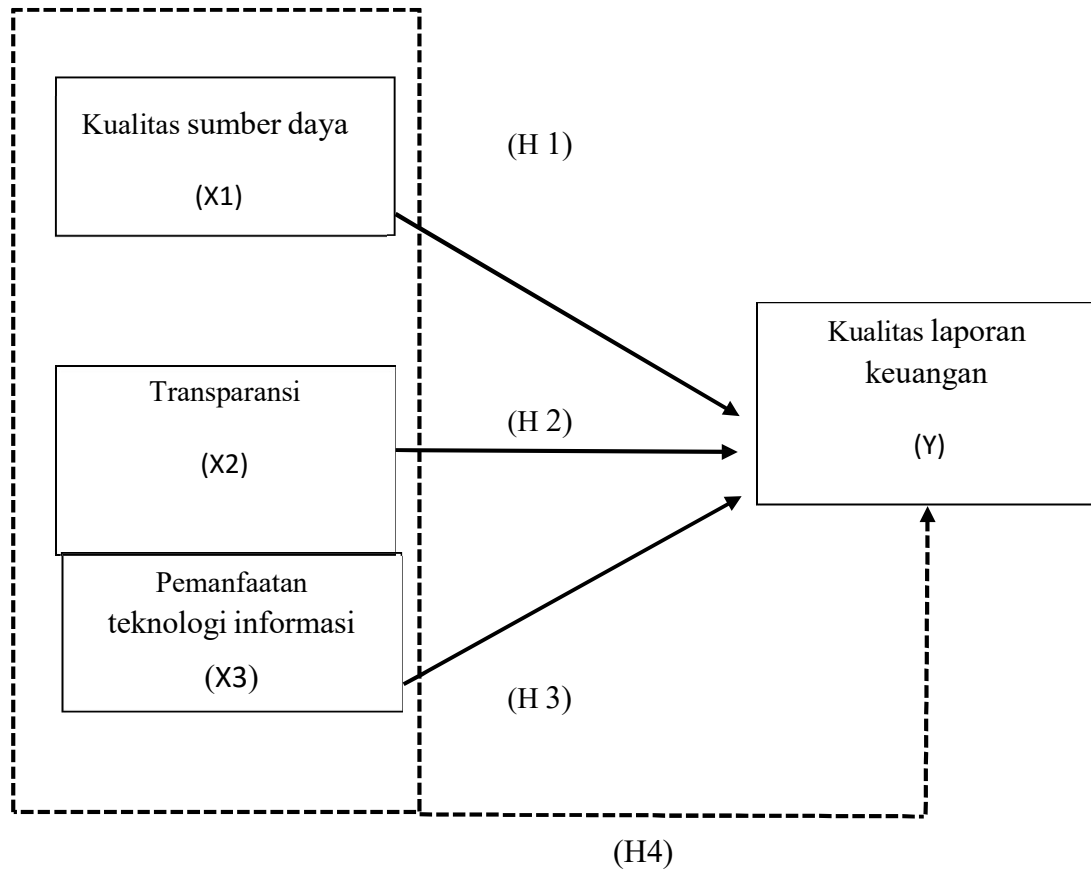 Kualitas sumber daya
(X1)
(H 1)
Kualitas laporan
keuangan
(Y)
Transparansi
(X2)
(H 2)
Pemanfaatan
teknologi informasi
(X3)
(H 3)
(H4)